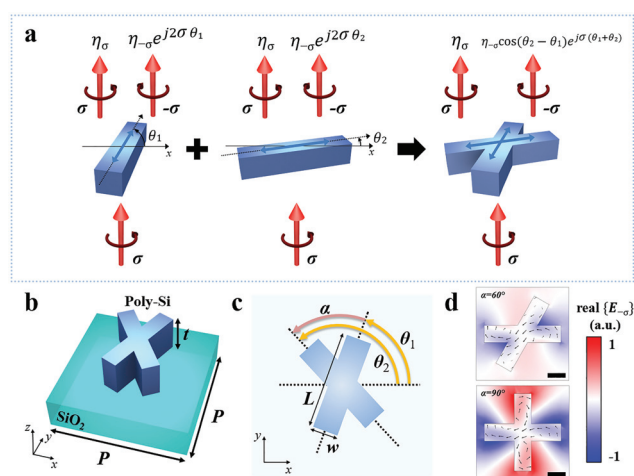 a
η_σ η_{-σ}e^{j2σθ_1} η_σ η_{-σ}e^{j2σθ_2} η_σ η_{-σ}cos(θ_2−θ_1)e^{jσ(θ_1+θ_2)}
σ -σ σ -σ σ -σ
θ_1 x θ_2 x
σ σ σ
b Poly-Si c d
t α α=60° real {E_{-σ}}
(a.u.)
θ_1 1
θ_2
L α=90°
SiO_2 P
z y P y w
x x -1